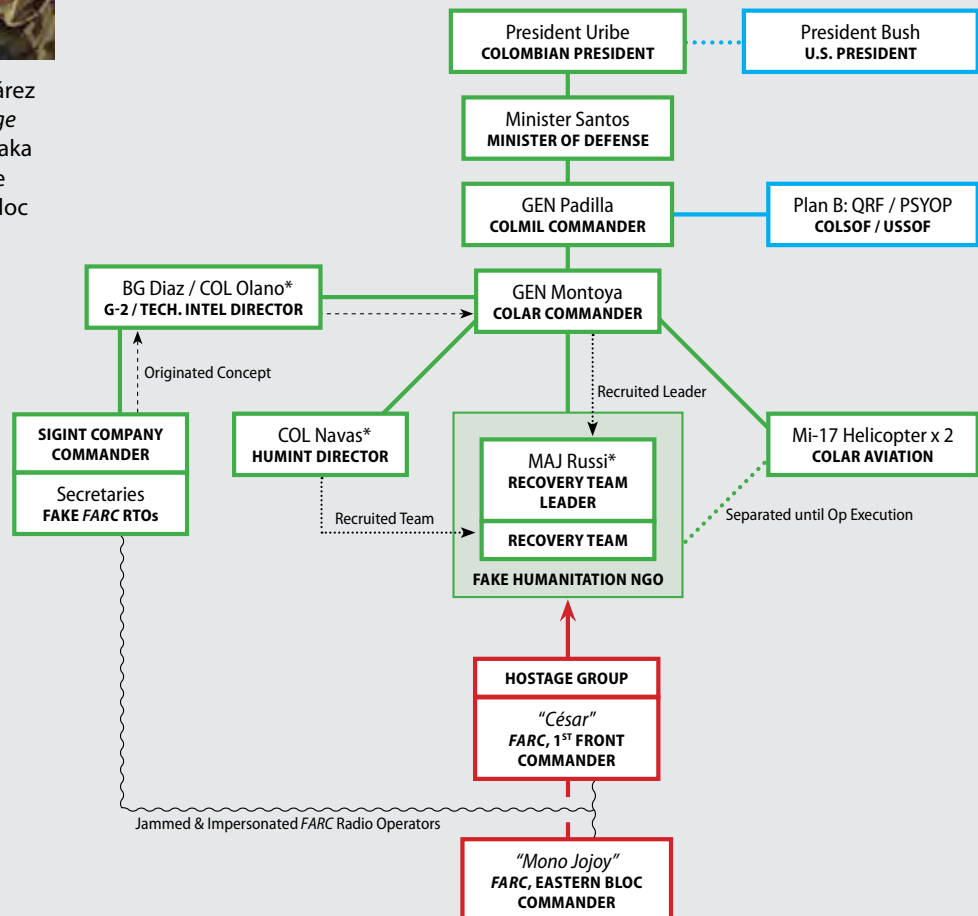 árez
ge
aka
e
loc
President Uribe
COLOMBIAN PRESIDENT
President Bush
U.S. PRESIDENT
Minister Santos
MINISTER OF DEFENSE
GEN Padilla
COLMIL COMMANDER
Plan B: QRF / PSYOP
COLSOF / USSOF
BG Diaz / COL Olano*
G-2 / TECH. INTEL DIRECTOR
GEN Montoya
COLAR COMMANDER
Originated Concept
Recruited Leader
SIGINT COMPANY
COMMANDER
Secretaries
FAKE FARC RTOs
COL Navas*
HUMINT DIRECTOR
Recruited Team
MAJ Russi*
RECOVERY TEAM
LEADER
RECOVERY TEAM
FAKE HUMANITATION NGO
Mi-17 Helicopter x 2
COLAR AVIATION
Separated until Op Execution
HOSTAGE GROUP
"César"
FARC, 1ST FRONT
COMMANDER
Jammed & Impersonated FARC Radio Operators
"Mono Jojoy"
FARC, EASTERN BLOC
COMMANDER